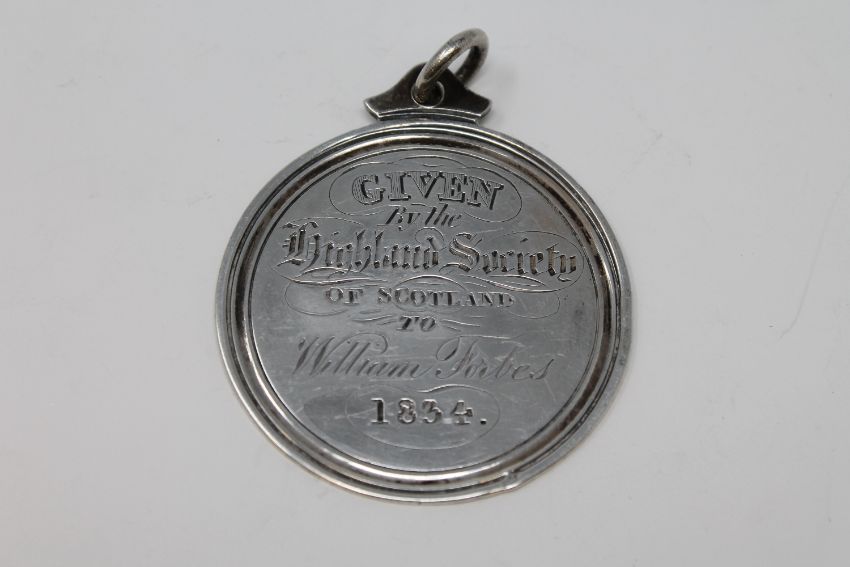 GIVEN
By the
Highland Society
OF SCOTLAND
TO
William Forbes
1834.